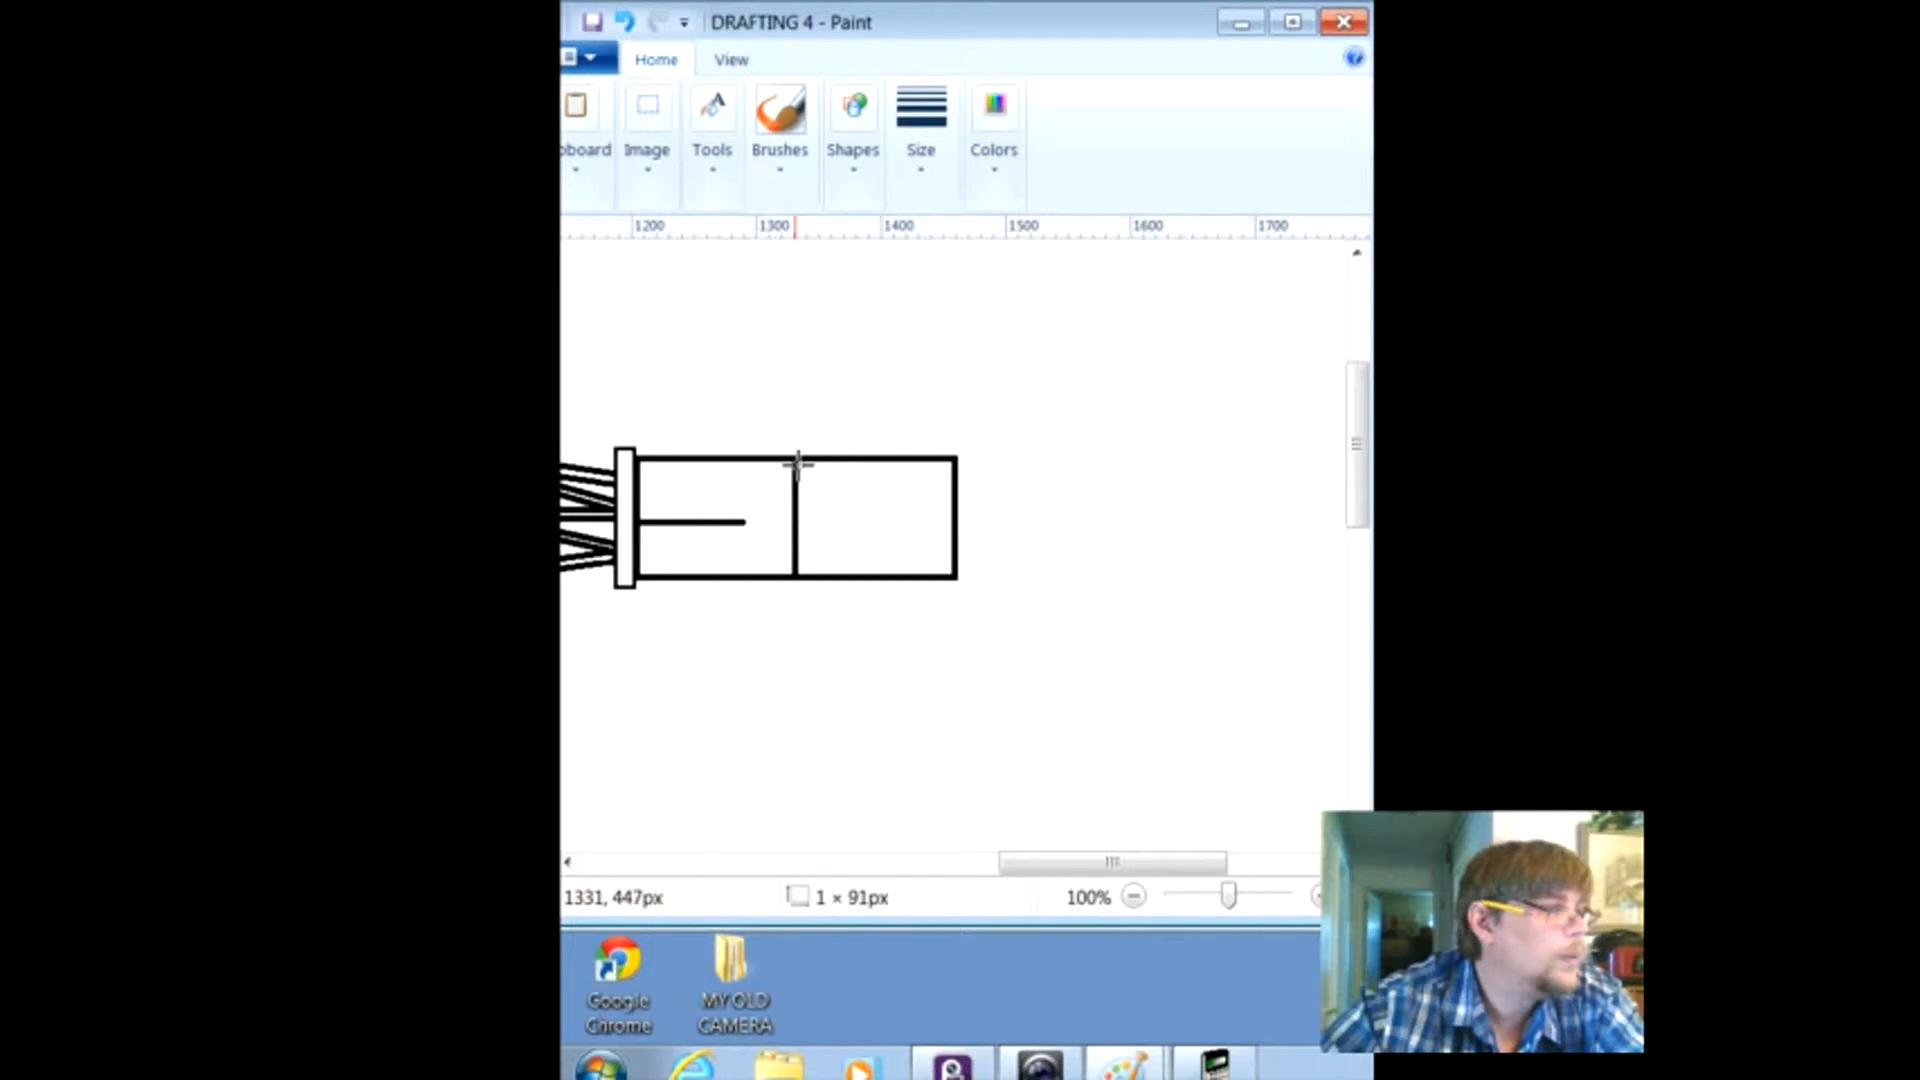 DRAFTING 4 - Paint
Home View
pboard Image Tools Brushes Shapes Size Colors
1200 1300 1400 1500 1600 1700
1331, 447px 1 × 91px 100%
Google Chrome
MY OLD CAMERA